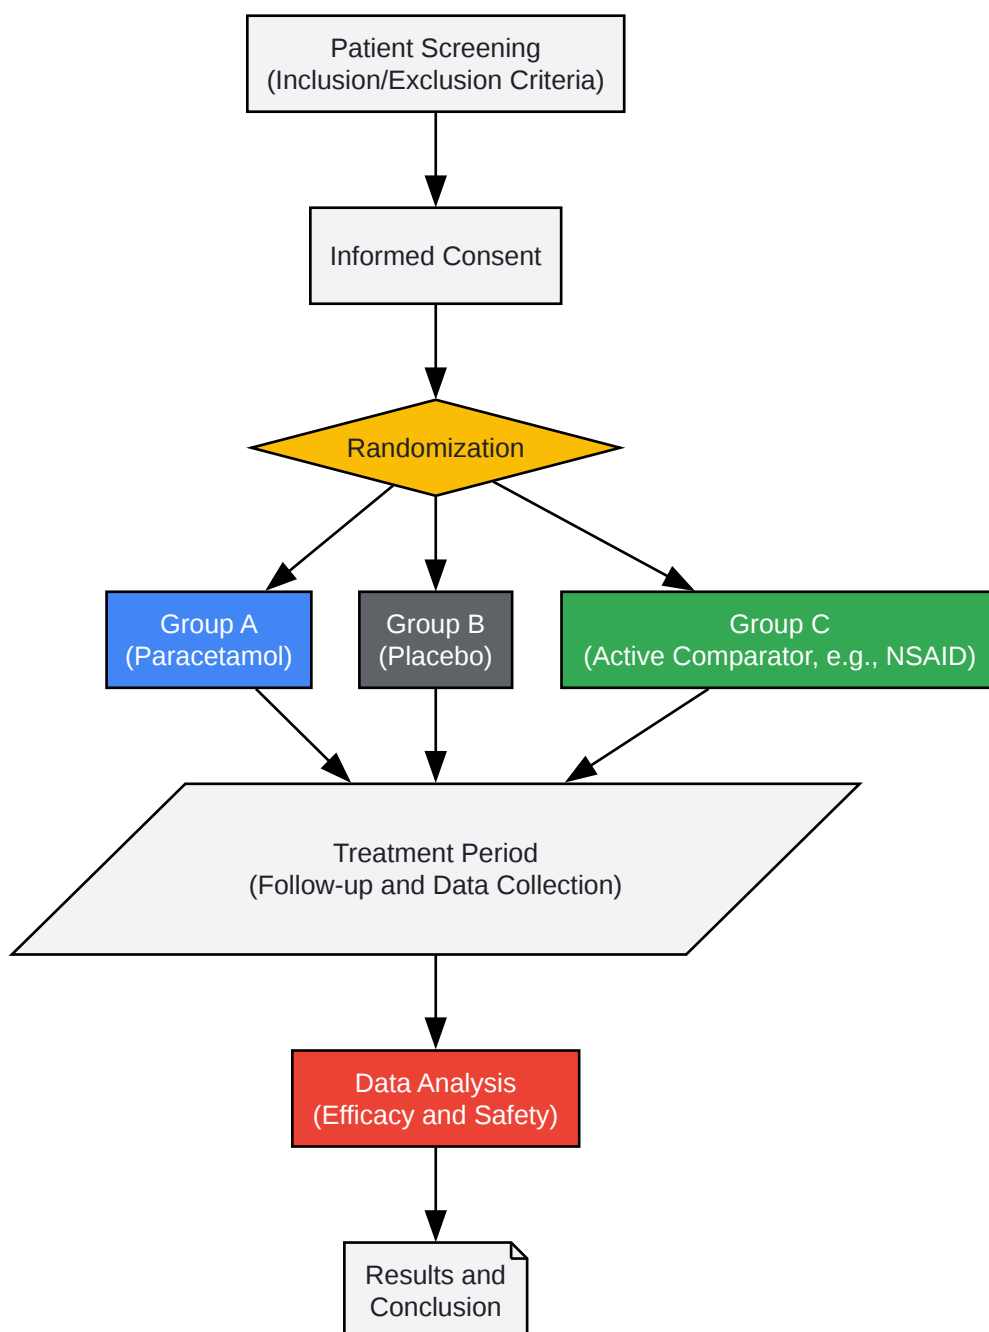 Patient Screening
(Inclusion/Exclusion Criteria)
Informed Consent
Randomization
Group A
(Paracetamol)
Group B
(Placebo)
Group C
(Active Comparator, e.g., NSAID)
Treatment Period
(Follow-up and Data Collection)
Data Analysis
(Efficacy and Safety)
Results and
Conclusion